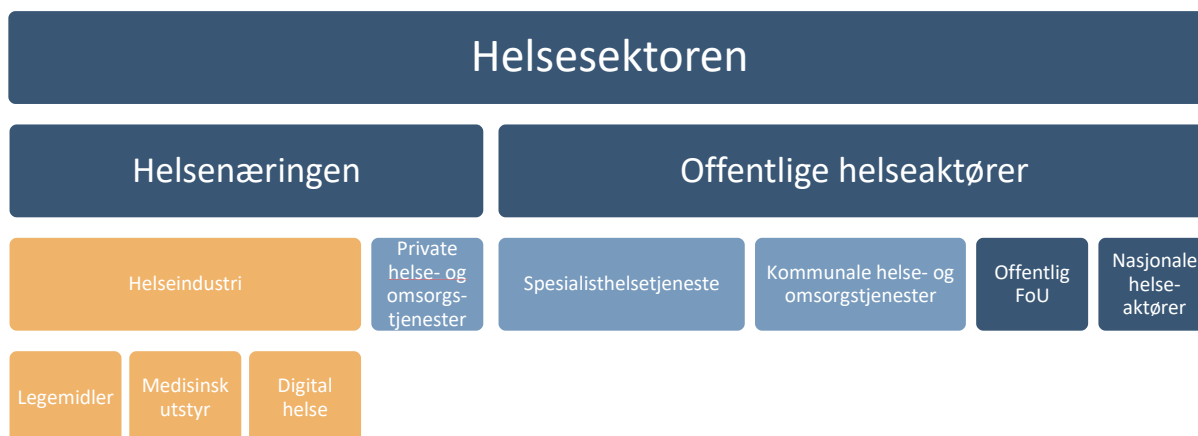 Helsesektoren
Helsenæringen
Offentlige helseaktører
Helseindustri
Private
helse- og
omsorgs-
tjenester
Spesialisthelsetjeneste
Kommunale helse- og
omsorgstjenester
Offentlig
FoU
Nasjonale
helse-
aktører
Legemidler
Medisinsk
utstyr
Digital
helse